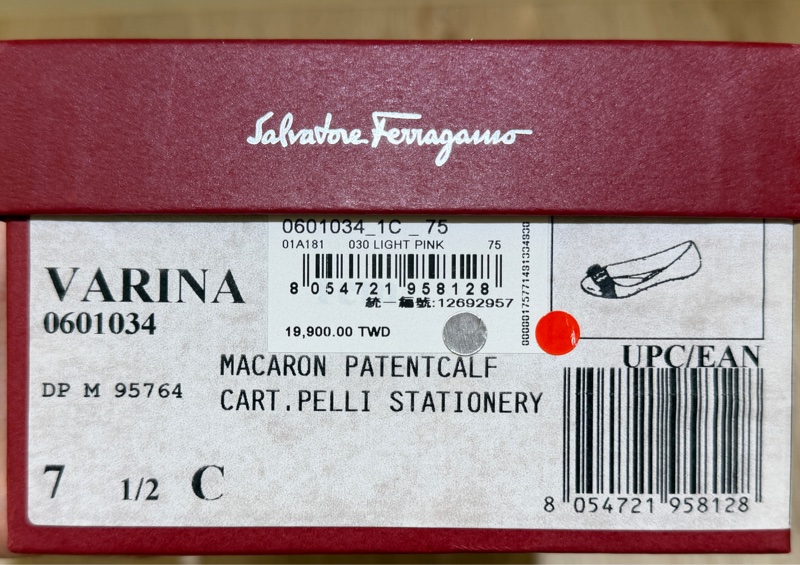 Salvatore Ferragamo
0601034_1C _ 75
01A181 030 LIGHT PINK 75
8 054721 958128
統一編號:12692957
19,900.00 TWD
VARINA
0601034
MACARON PATENTCALF
DP M 95764
CART.PELLI STATIONERY
7 1/2 C
UPC/EAN
8 054721 958128